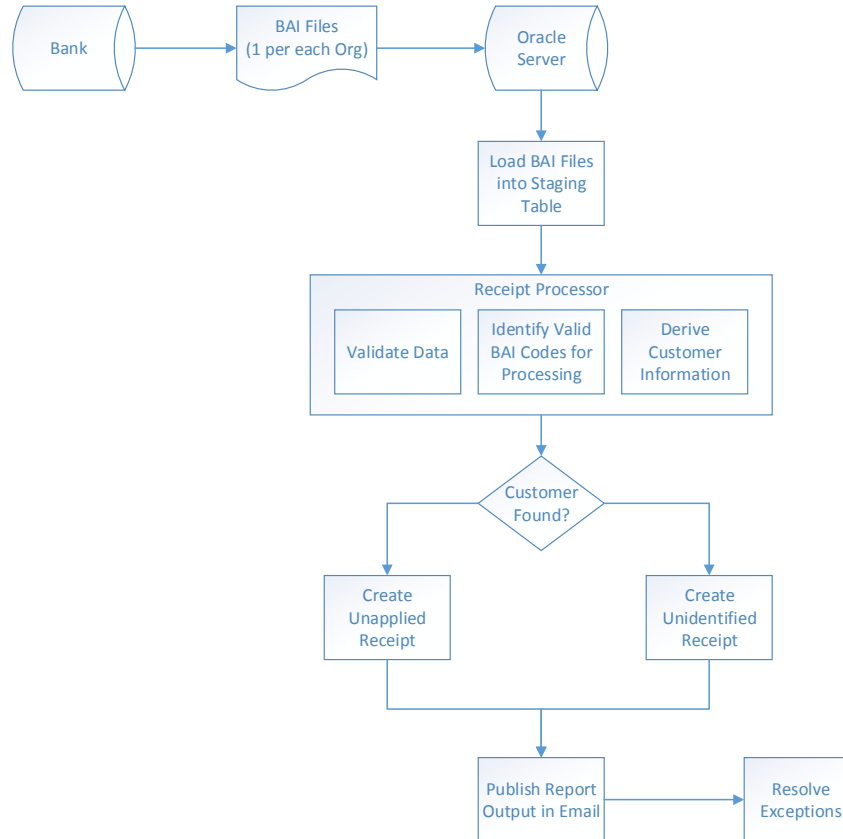 Bank
BAI Files
(1 per each Org)
Oracle
Server
Load BAI Files
into Staging
Table
Receipt Processor
Validate Data
Identify Valid
BAI Codes for
Processing
Derive
Customer
Information
Customer
Found?
Create
Unapplied
Receipt
Create
Unidentified
Receipt
Publish Report
Output in Email
Resolve
Exceptions